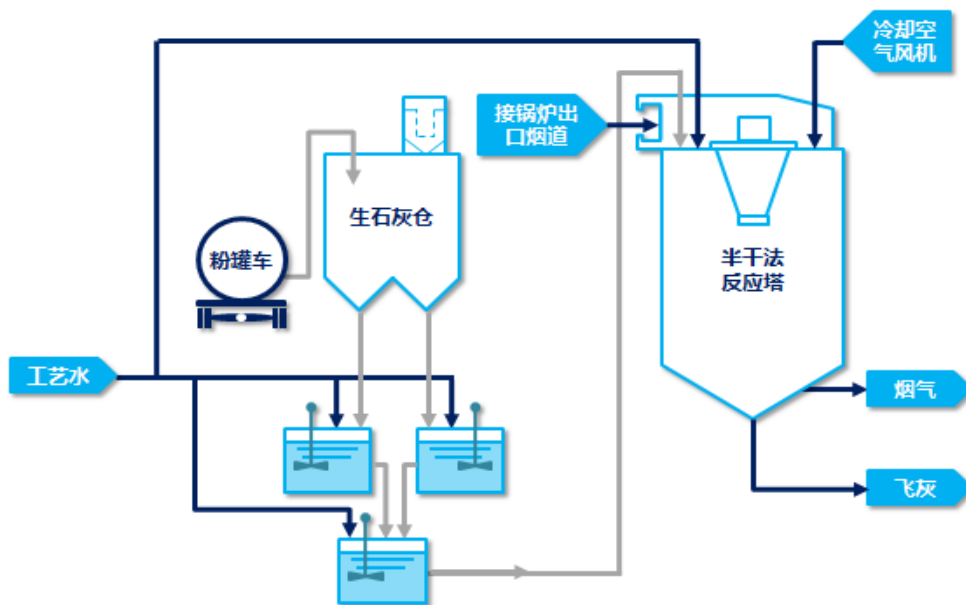 冷却空
气风机
接锅炉出
口烟道
生石灰仓
粉罐车
半干法
反应塔
工艺水
烟气
飞灰